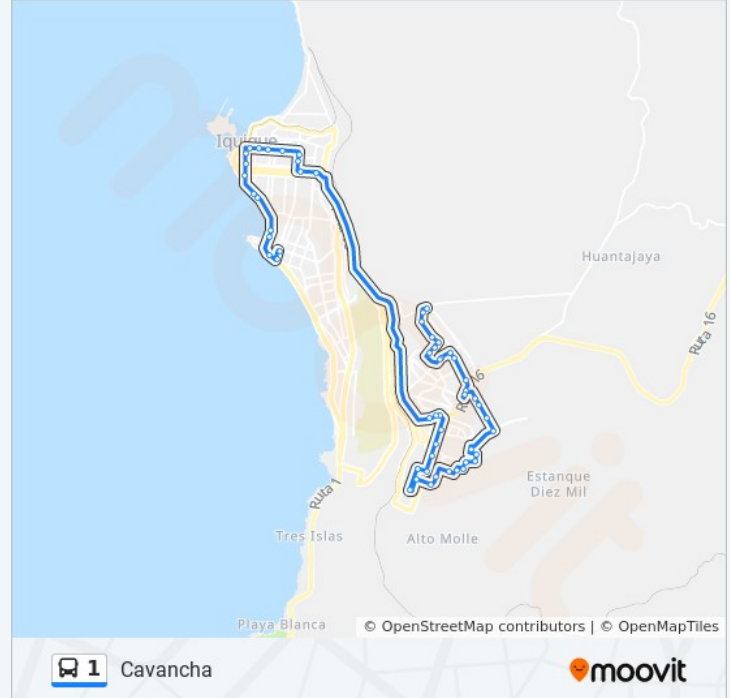 Iquique
Huantajaya
Ruta 16
Ruta 16
Estanque
Diez Mil
Ruta 1
Tres Islas
Alto Molle
Playa Blanca
© OpenStreetMap contributors | © OpenMapTiles
1 Cavancha
moovit